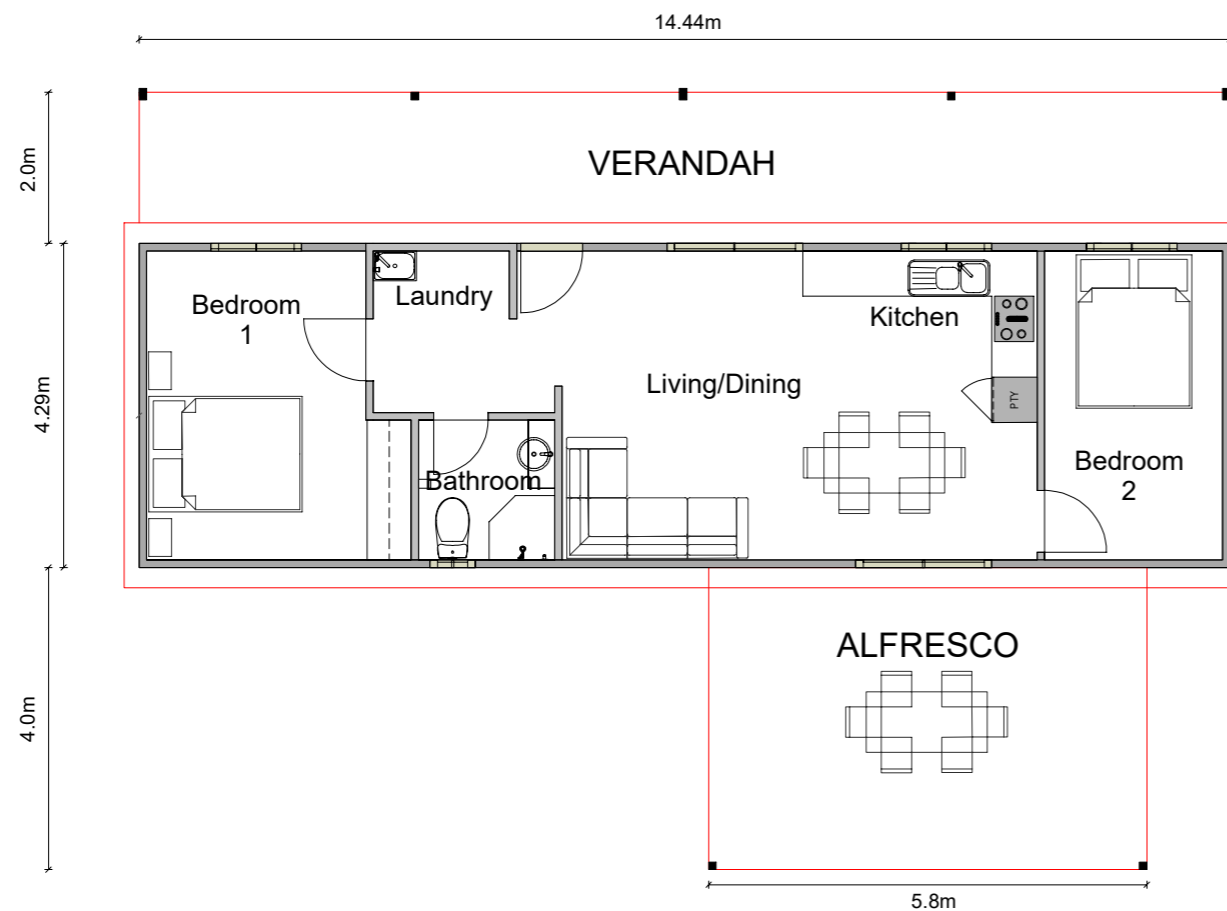 14.44m
2.0m
VERANDAH
4.29m
Bedroom
1
Laundry
Kitchen
Living/Dining
PTY
Bedroom
2
Bathroom
4.0m
ALFRESCO
5.8m